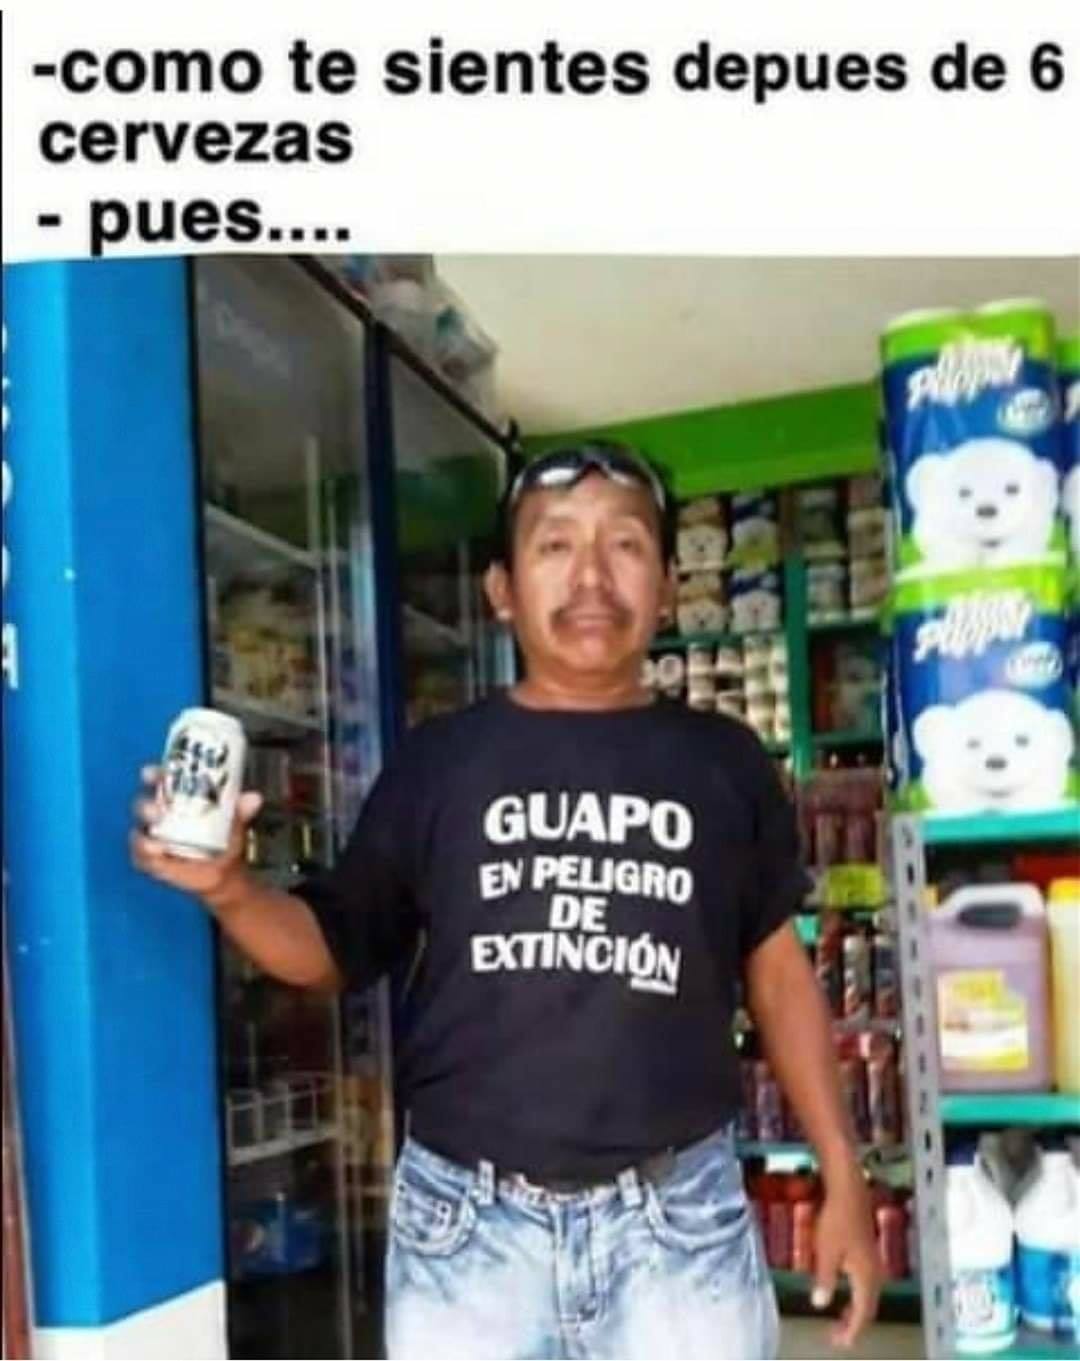 -como te sientes depues de 6
cervezas
- pues....
GUAPO
EN PELIGRO
DE
EXTINCIÓN